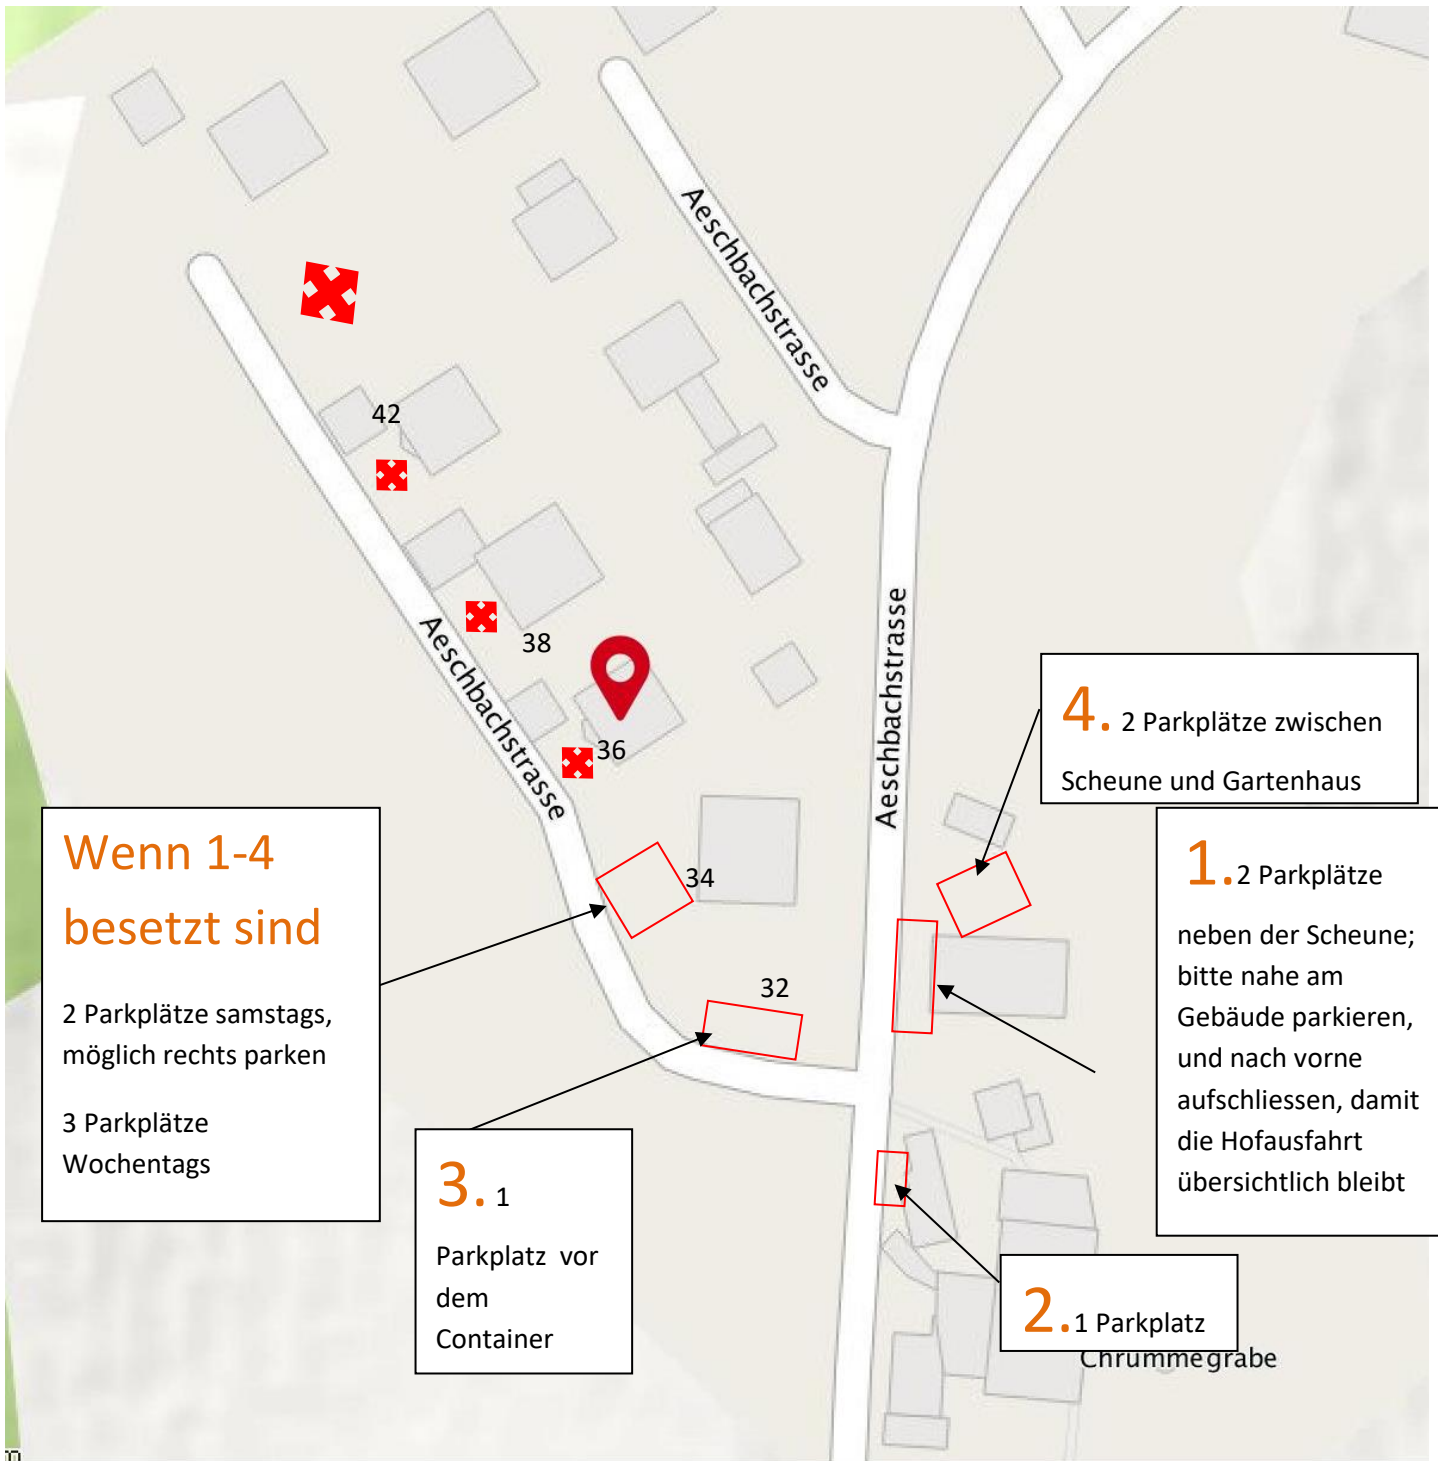 Aeschbachstrasse
42
Aeschbachstrasse
38
36
Aeschbachstrasse
34
32
4. 2 Parkplätze zwischen
Scheune und Gartenhaus
1. 2 Parkplätze
neben der Scheune;
bitte nahe am
Gebäude parkieren,
und nach vorne
aufschliessen, damit
die Hofausfahrt
übersichtlich bleibt
Wenn 1-4
besetzt sind
2 Parkplätze samstags,
möglich rechts parken
3 Parkplätze
Wochentags
3. 1
Parkplatz vor
dem
Container
2. 1 Parkplatz
Chrummegrabe